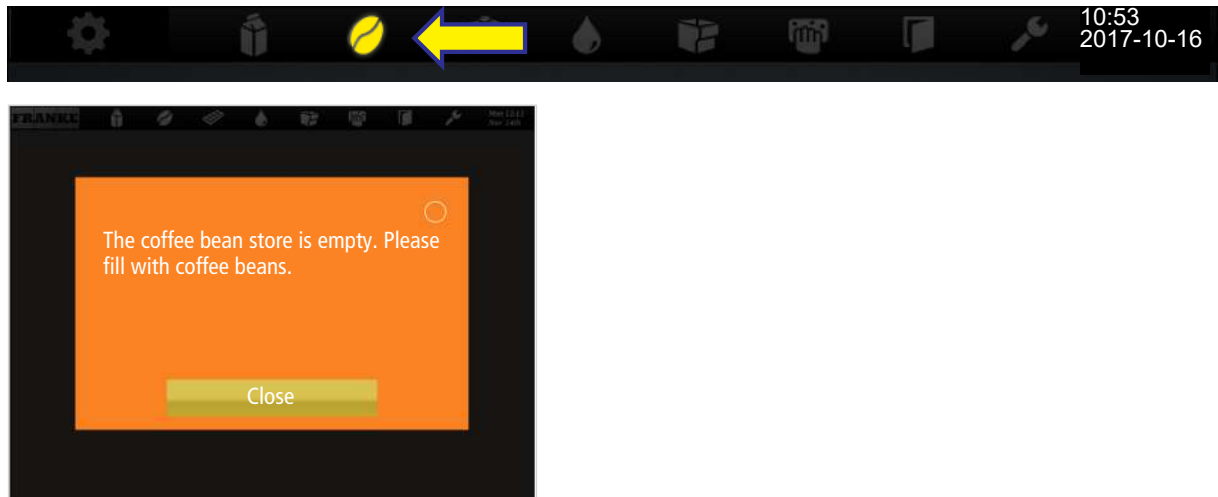 10:53
2017-10-16
FRANKE
The coffee bean store is empty. Please
fill with coffee beans.
Close